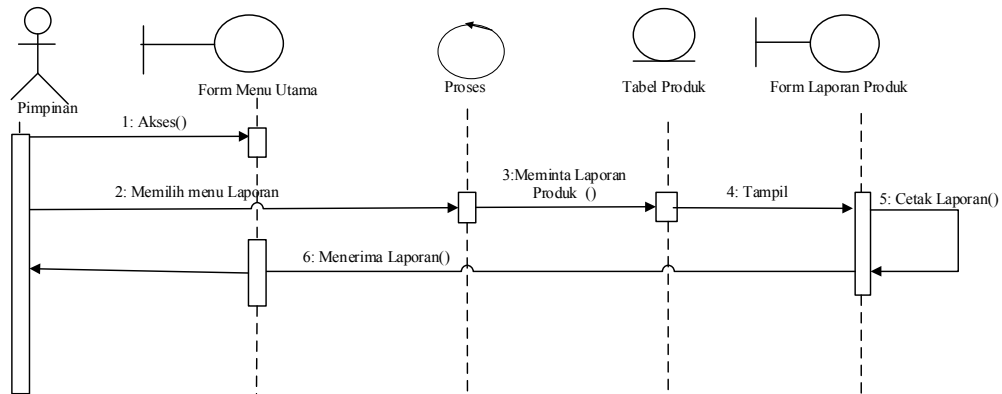 Pimpinan
Form Menu Utama
Proses
Tabel Produk
Form Laporan Produk
1: Akses()
2: Memilih menu Laporan
3:Meminta Laporan
Produk ()
4: Tampil
5: Cetak Laporan()
6: Menerima Laporan()